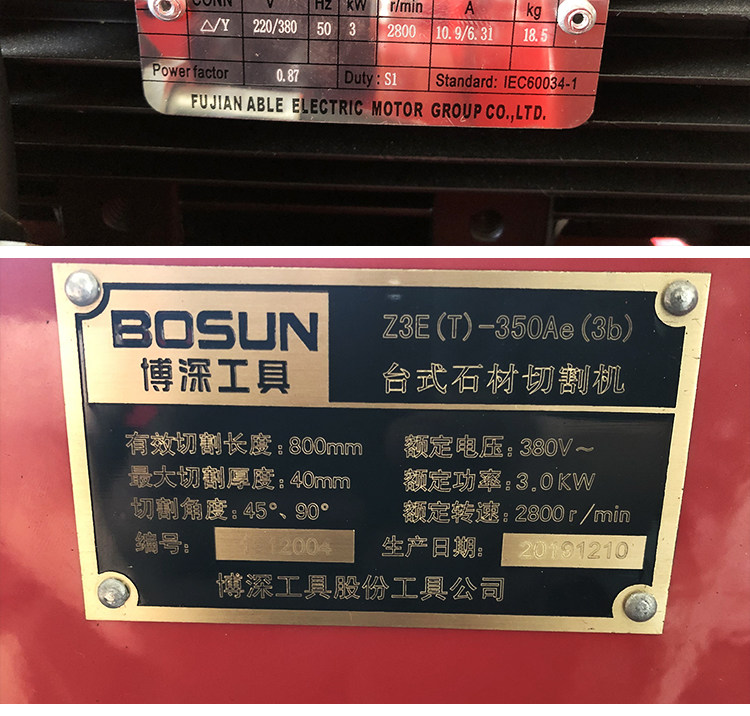 CONN V Hz kW r/min A kg
△/Y 220/380 50 3 2800 10.9/6.31 18.5
Power factor 0.87 Duty: S1 Standard: IEC60034-1
FUJIAN ABLE ELECTRIC MOTOR GROUP CO.,LTD.
BOSUN
博深工具
Z3E(T)-350Ae(3b)
台式石材切割机
有效切割长度:800mm 额定电压:380V~
最大切割厚度:40mm 额定功率:3.0KW
切割角度:45°、90° 额定转速:2800r/min
编号: 生产日期: 20191210
博深工具股份工具公司